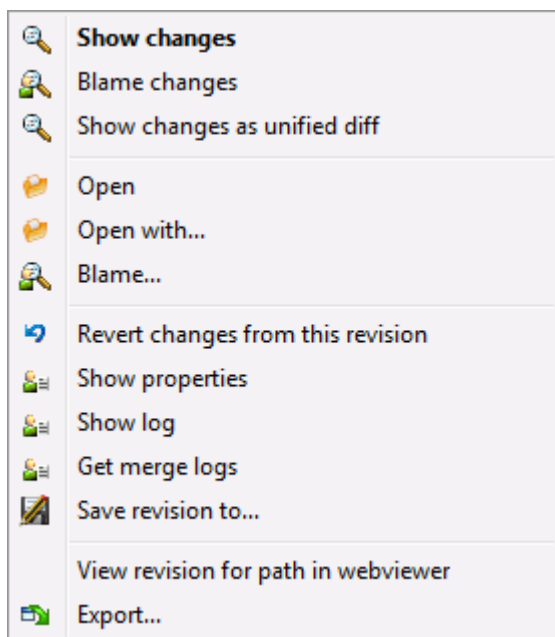 Show changes
Blame changes
Show changes as unified diff
Open
Open with...
Blame...
Revert changes from this revision
Show properties
Show log
Get merge logs
Save revision to...
View revision for path in webviewer
Export...